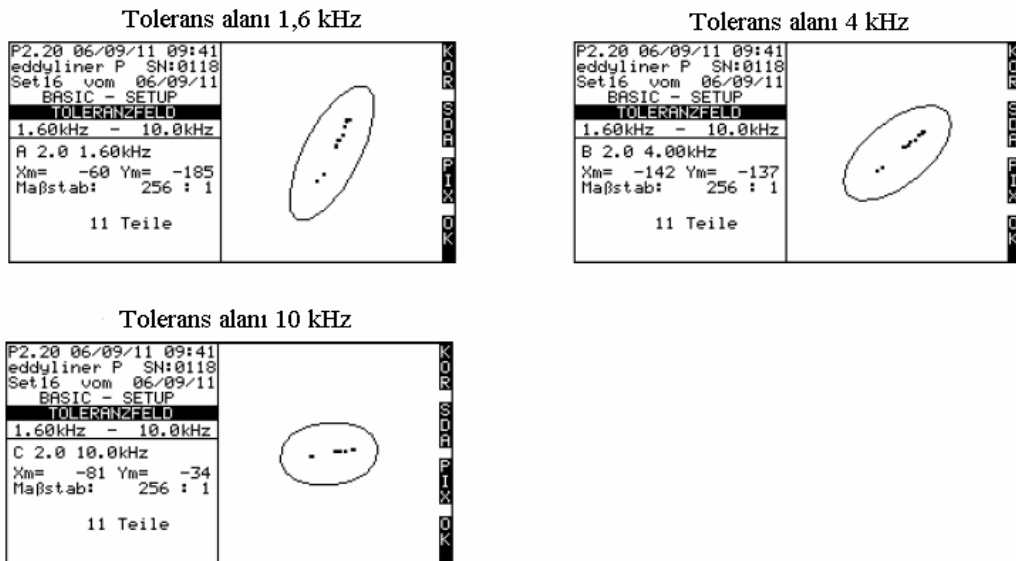 Tolerans alanı 1,6 kHz
P2.20 06/09/11 09:41
eddyliner P SN:0118
Set16 vom 06/09/11
BASIC - SETUP
TOLERANZFELD
1.60kHz - 10.0kHz
A 2.0 1.60kHz
Xm= -60 Ym= -185
Maßstab: 256 : 1
11 Teile
KOR SDA PIX OK
Tolerans alanı 4 kHz
P2.20 06/09/11 09:41
eddyliner P SN:0118
Set16 vom 06/09/11
BASIC - SETUP
TOLERANZFELD
1.60kHz - 10.0kHz
B 2.0 4.00kHz
Xm= -142 Ym= -137
Maßstab: 256 : 1
11 Teile
KOR SDA PIX OK
Tolerans alanı 10 kHz
P2.20 06/09/11 09:41
eddyliner P SN:0118
Set16 vom 06/09/11
BASIC - SETUP
TOLERANZFELD
1.60kHz - 10.0kHz
C 2.0 10.0kHz
Xm= -81 Ym= -34
Maßstab: 256 : 1
11 Teile
KOR SDA PIX OK